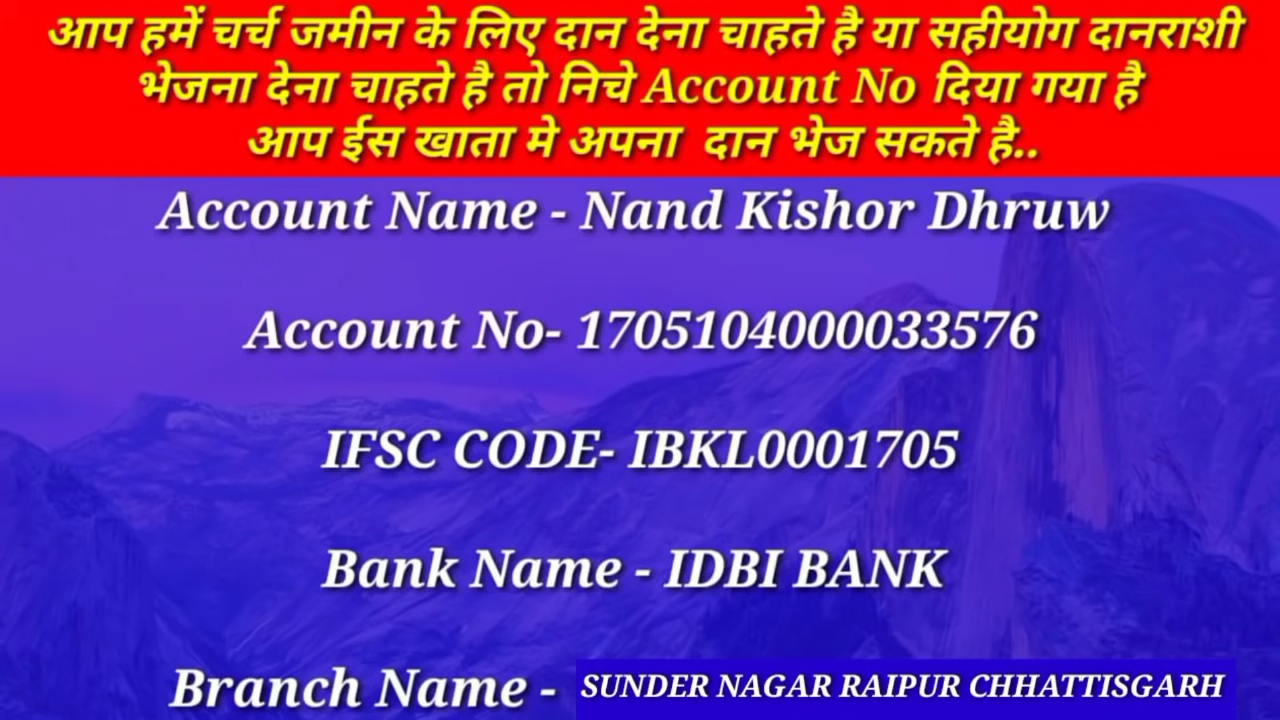 आप हमें चर्च जमीन के लिए दान देना चाहते है या सहीयोग दानराशी
भेजना देना चाहते है तो निचे Account No दिया गया है
आप ईस खाता मे अपना दान भेज सकते है..
Account Name - Nand Kishor Dhruw
Account No- 1705104000033576
IFSC CODE- IBKL0001705
Bank Name - IDBI BANK
Branch Name - SUNDER NAGAR RAIPUR CHHATTISGARH